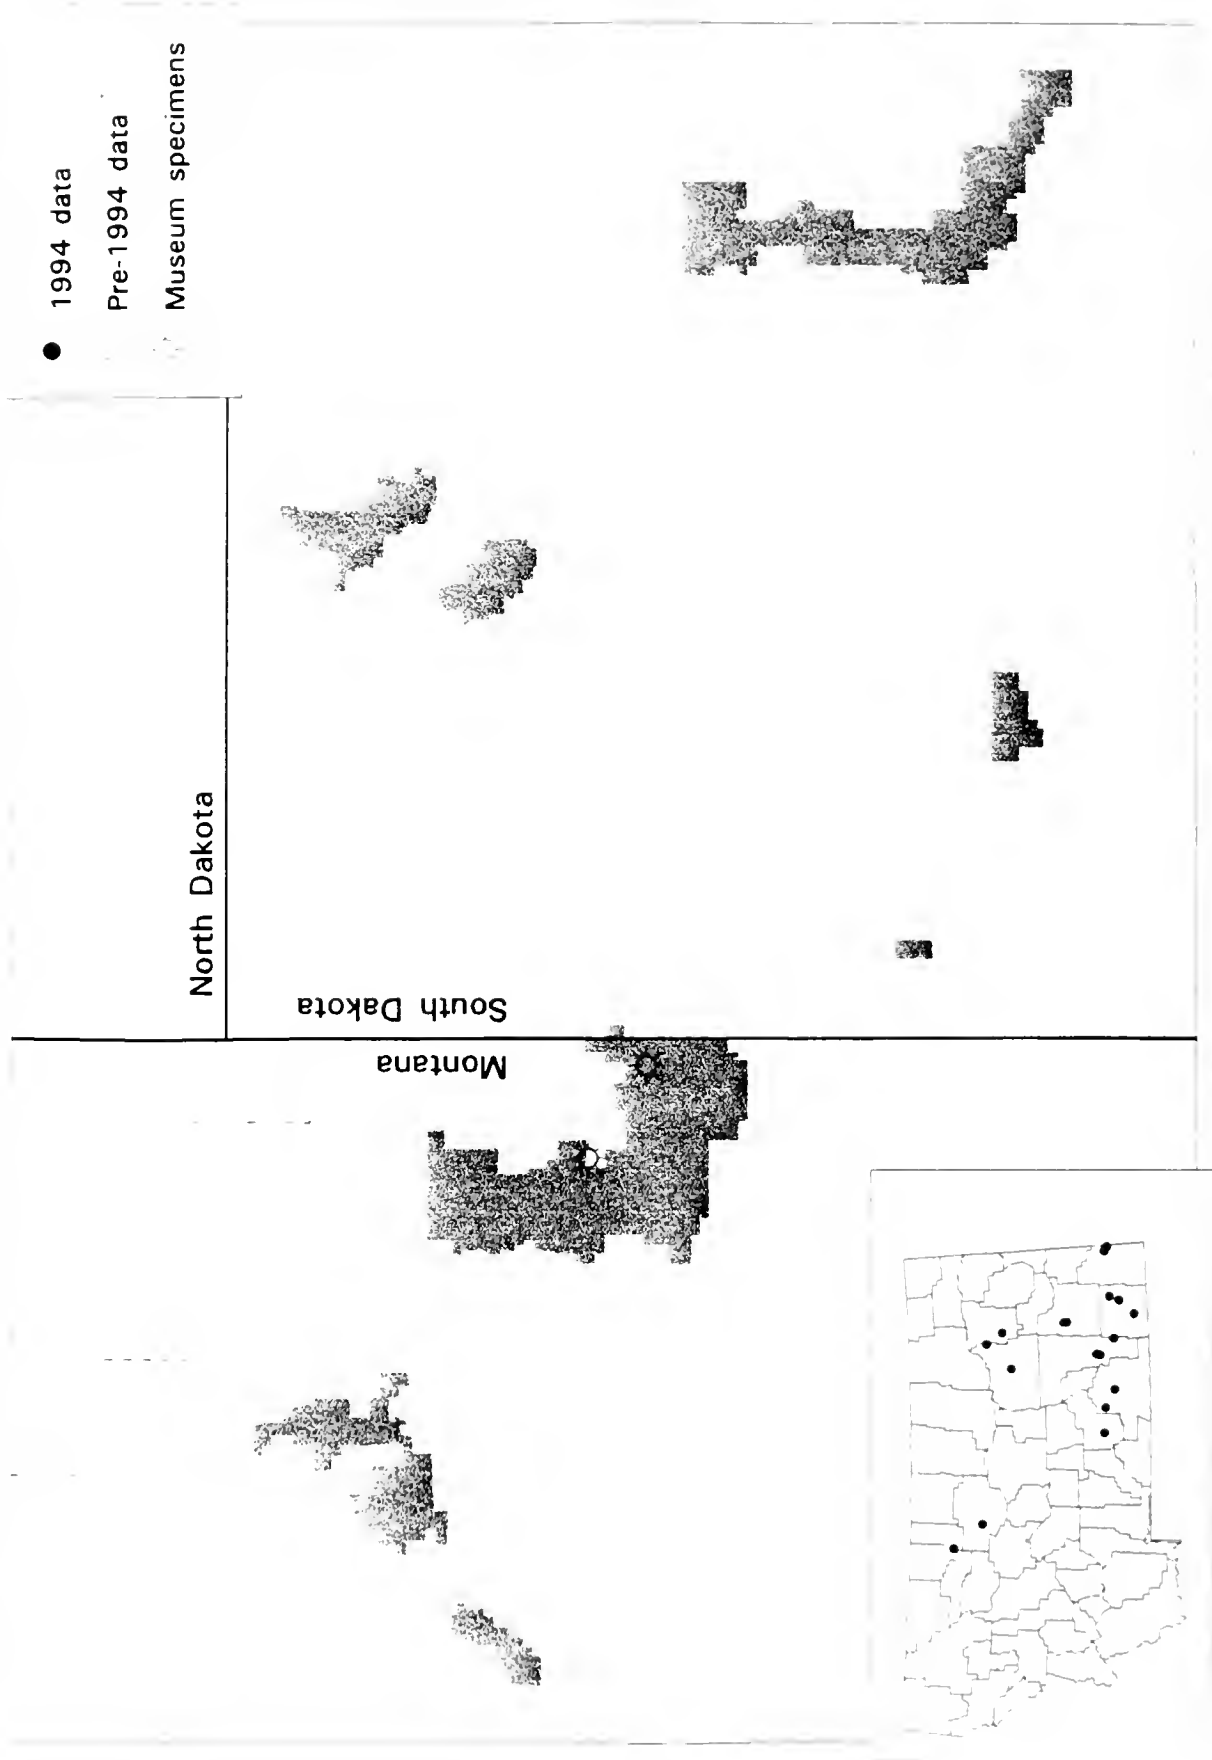 1994 data
Pre-1994 data
Museum specimens
North Dakota
South Dakota
Montana